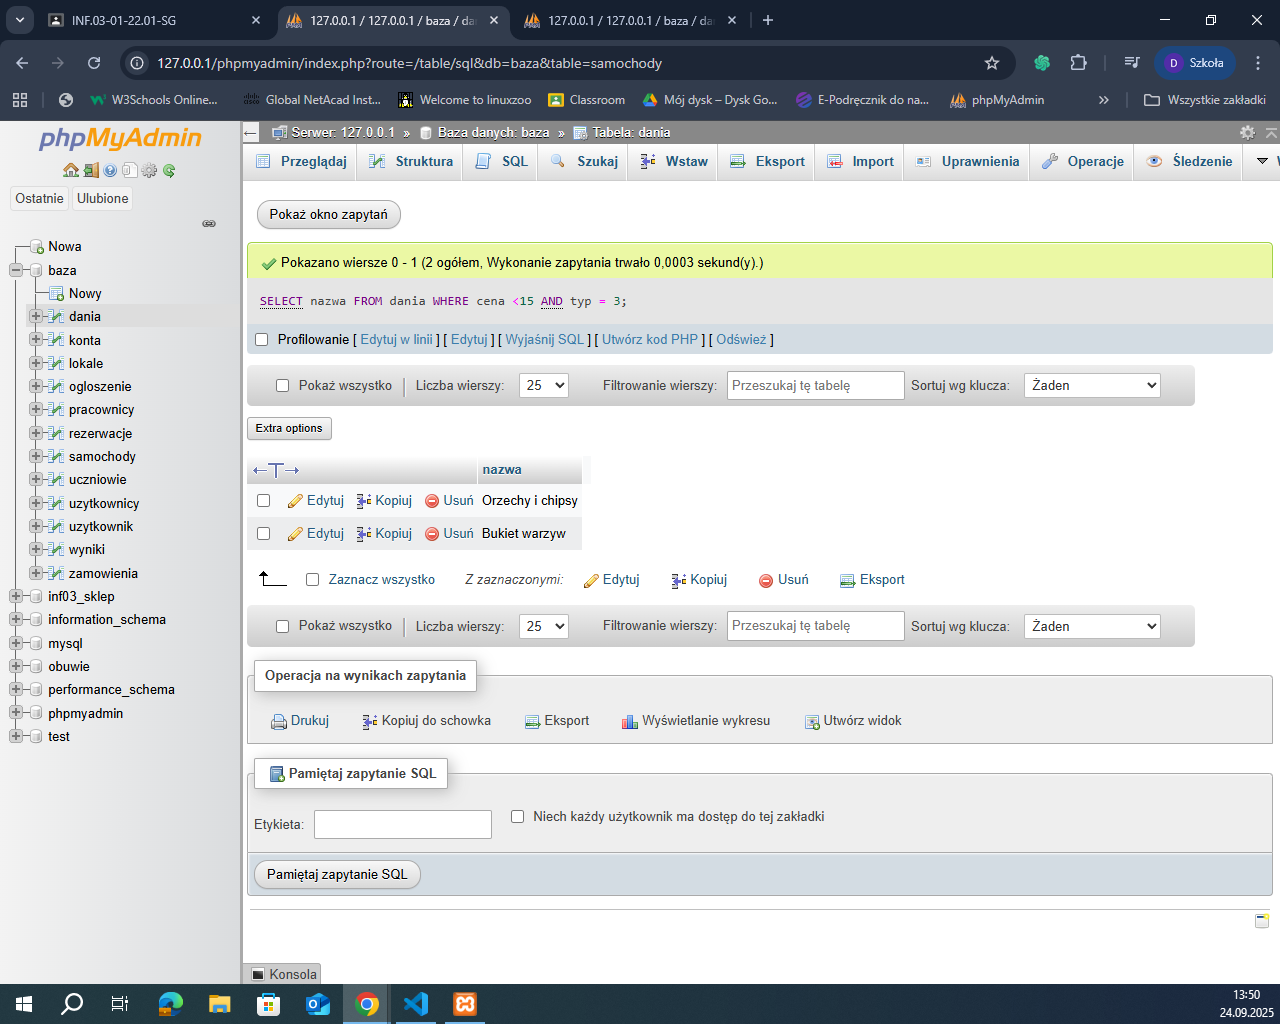 INF.03-01-22.01-SG
127.0.0.1 / 127.0.0.1 / baza / da
127.0.0.1 / 127.0.0.1 / baza / da
127.0.0.1/phpmyadmin/index.php?route=/table/sql&db=baza&table=samochody
D Szkoła
W3Schools Online...
Global NetAcad Inst...
Welcome to linuxzoo
Classroom
Mój dysk – Dysk Go...
E-Podręcznik do na...
phpMyAdmin
Wszystkie zakładki
phpMyAdmin
Ostatnie
Ulubione
Nowa
baza
Nowy
dania
konta
lokale
ogloszenie
pracownicy
rezerwacje
samochody
uczniowie
uzytkownicy
uzytkownik
wyniki
zamowienia
inf03_sklep
information_schema
mysql
obuwie
performance_schema
phpmyadmin
test
Serwer: 127.0.0.1 » Baza danych: baza » Tabela: dania
Przeglądaj
Struktura
SQL
Szukaj
Wstaw
Eksport
Import
Uprawnienia
Operacje
Śledzenie
Pokaż okno zapytań
Pokazano wiersze 0 - 1 (2 ogółem, Wykonanie zapytania trwało 0,0003 sekund(y).)
SELECT nazwa FROM dania WHERE cena <15 AND typ = 3;
Profilowanie [ Edytuj w linii ] [ Edytuj ] [ Wyjaśnij SQL ] [ Utwórz kod PHP ] [ Odśwież ]
Pokaż wszystko Liczba wierszy: 25 Filtrowanie wierszy: Przeszukaj tę tabelę Sortuj wg klucza: Żaden
Extra options
nazwa
Edytuj Kopiuj Usuń Orzechy i chipsy
Edytuj Kopiuj Usuń Bukiet warzyw
Zaznacz wszystko Z zaznaczonymi: Edytuj Kopiuj Usuń Eksport
Pokaż wszystko Liczba wierszy: 25 Filtrowanie wierszy: Przeszukaj tę tabelę Sortuj wg klucza: Żaden
Operacja na wynikach zapytania
Drukuj Kopiuj do schowka Eksport Wyświetlanie wykresu Utwórz widok
Pamiętaj zapytanie SQL
Etykieta: Niech każdy użytkownik ma dostęp do tej zakładki
Pamiętaj zapytanie SQL
Konsola
13:50
24.09.2025